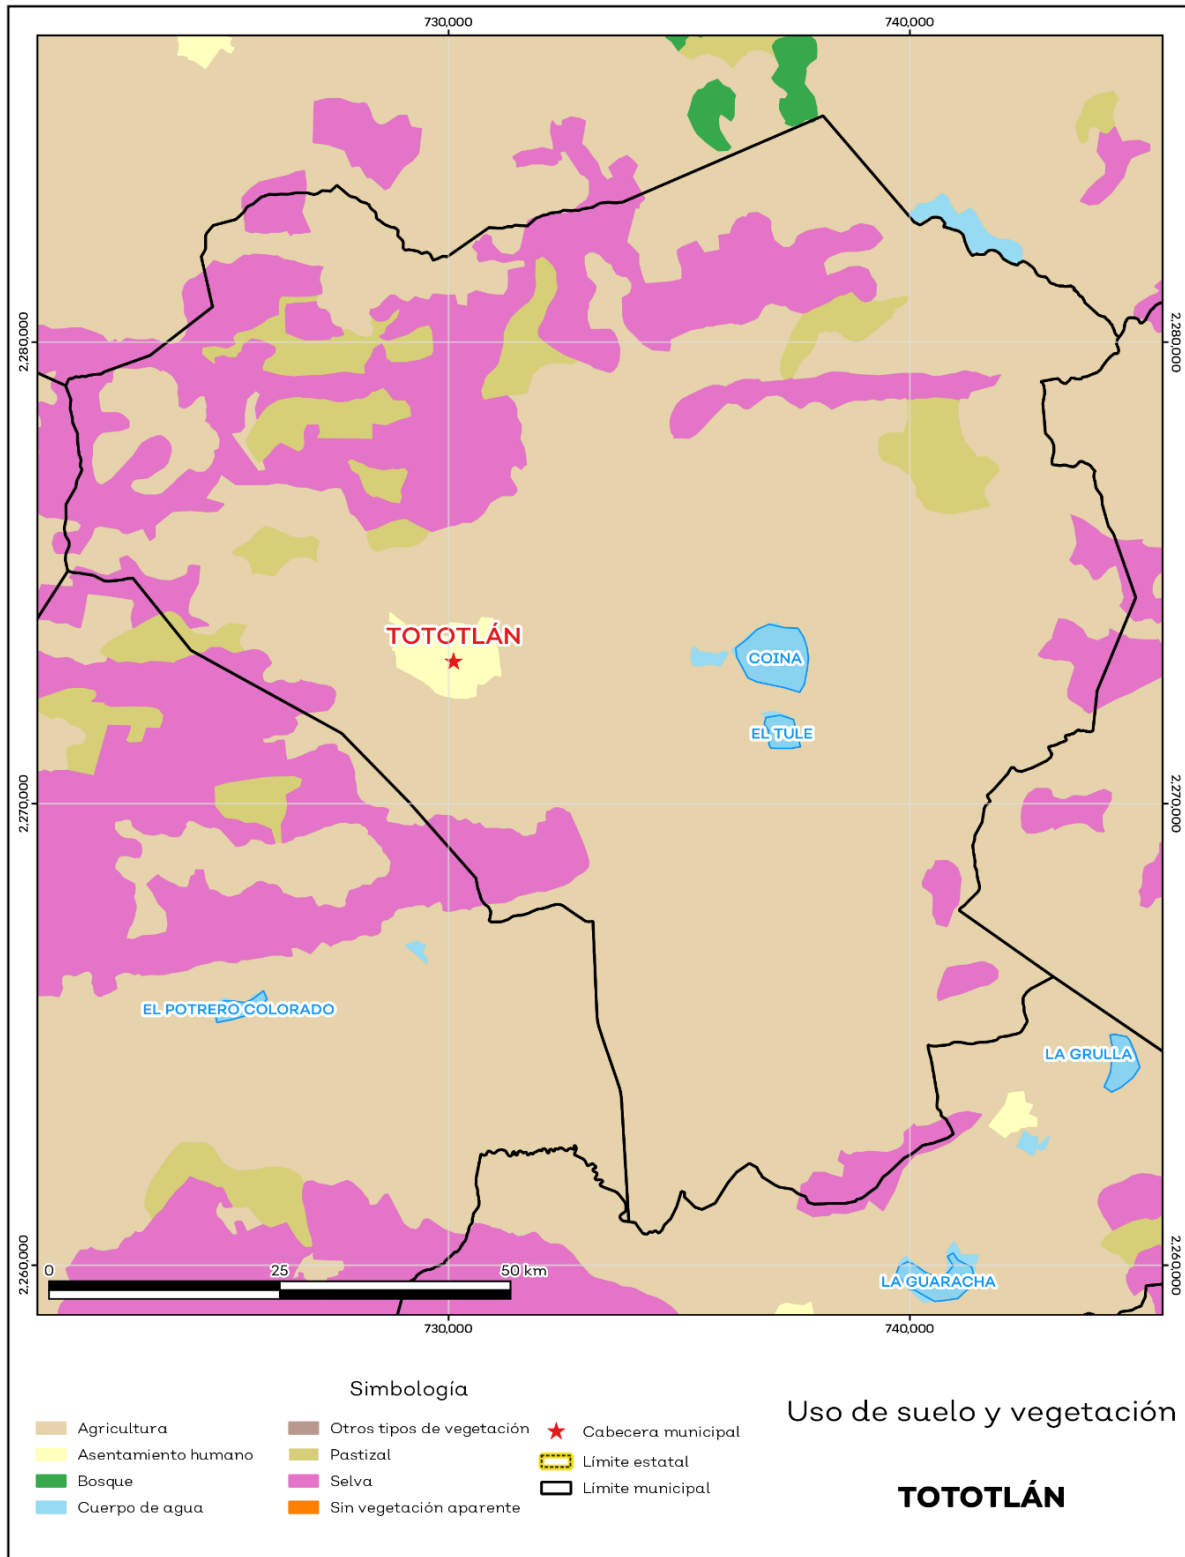 730,000
740,000
2,280,000
2,280,000
TOTOTLÁN
COINA
EL TULE
2,270,000
2,270,000
EL POTRERO COLORADO
LA GRULLA
2,260,000
2,260,000
0
25
50 km
LA GUARACHA
730,000
740,000
Simbología
Agricultura
Asentamiento humano
Bosque
Cuerpo de agua
Otros tipos de vegetación
Pastizal
Selva
Sin vegetación aparente
Cabecera municipal
Límite estatal
Límite municipal
Uso de suelo y vegetación
TOTOTLÁN